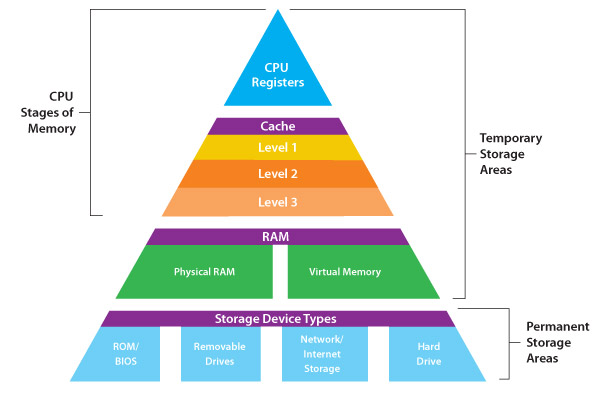 CPU
Registers
CPU
Stages of
Memory
Cache
Level 1
Level 2
Level 3
Temporary
Storage
Areas
RAM
Physical RAM
Virtual Memory
Storage Device Types
ROM/
BIOS
Removable
Drives
Network/
Internet
Storage
Hard
Drive
Permanent
Storage
Areas